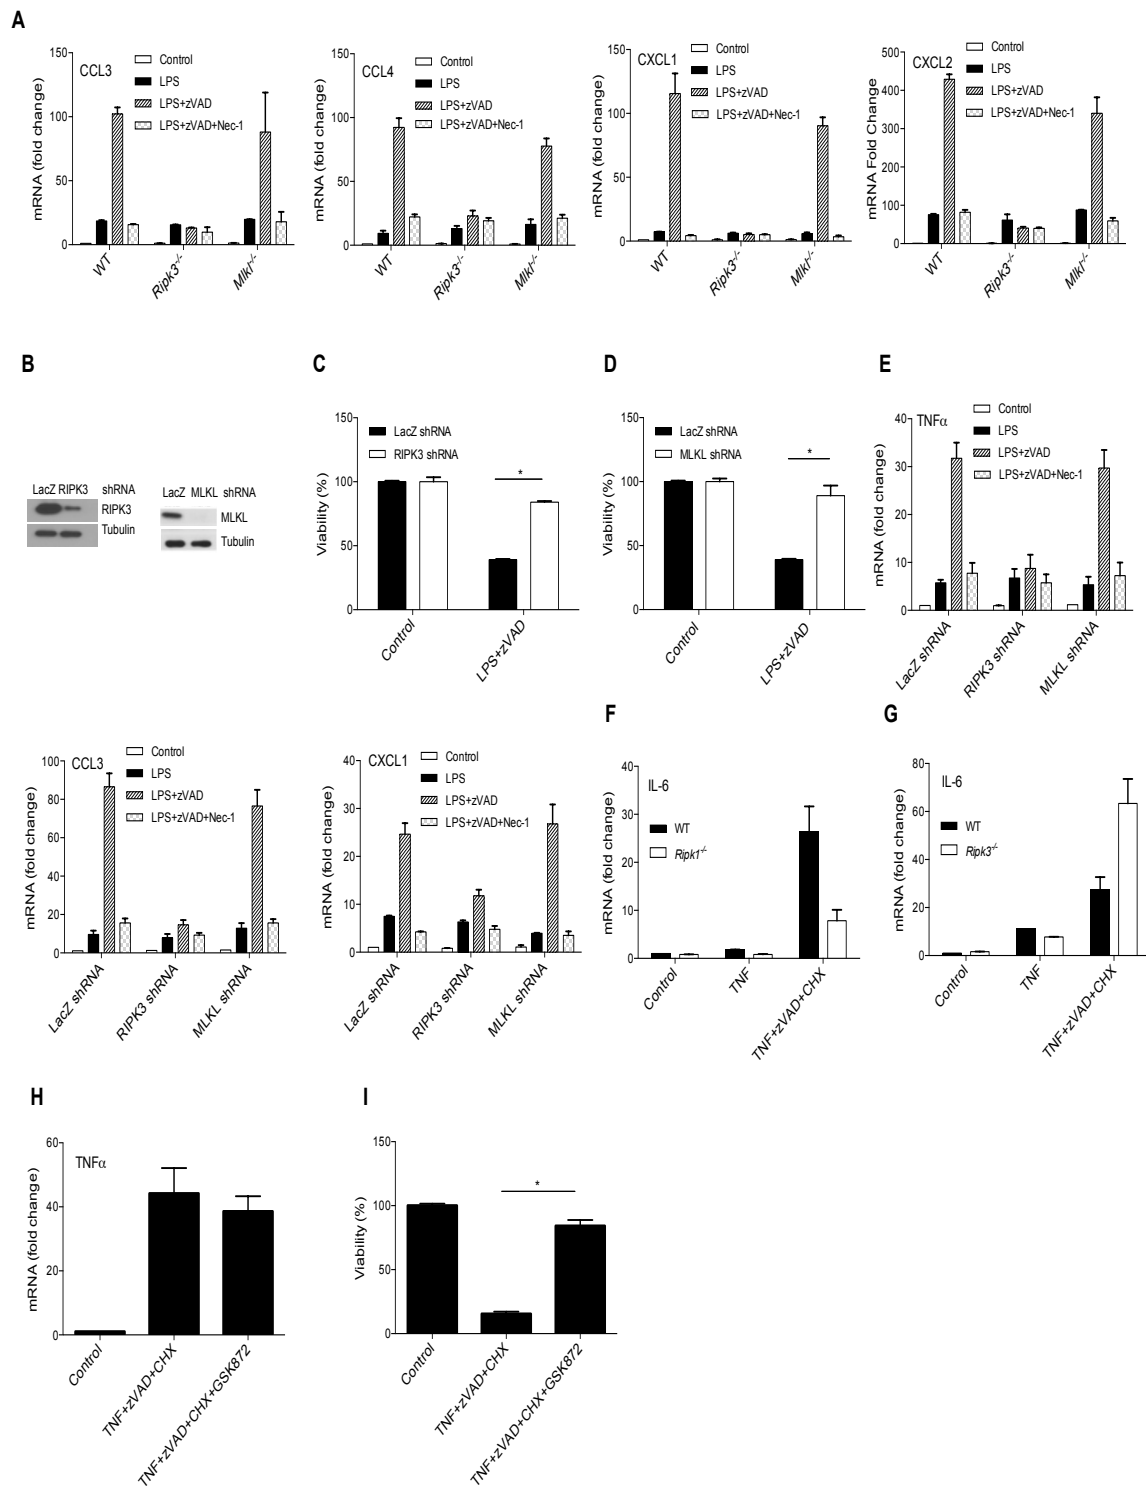 A
CCL3
Control
LPS
LPS+zVAD
LPS+zVAD+Nec-1
mRNA (fold change)
150
100
50
0
WT
Ripk3-/-
Mlkl-/-
CCL4
Control
LPS
LPS+zVAD
LPS+zVAD+Nec-1
mRNA (fold change)
150
100
50
0
WT
Ripk3-/-
Mlkl-/-
CXCL1
Control
LPS
LPS+zVAD
LPS+zVAD+Nec-1
mRNA (fold change)
150
100
50
0
WT
Ripk3-/-
Mlkl-/-
CXCL2
Control
LPS
LPS+zVAD
LPS+zVAD+Nec-1
mRNA Fold Change
500
400
300
200
100
0
WT
Ripk3-/-
Mlkl-/-
B
LacZ RIPK3 shRNA
RIPK3
Tubulin
LacZ MLKL shRNA
MLKL
Tubulin
C
LacZ shRNA
RIPK3 shRNA
*
Viability (%)
150
100
50
0
Control
LPS+zVAD
D
LacZ shRNA
MLKL shRNA
*
Viability (%)
150
100
50
0
Control
LPS+zVAD
E
TNFα
Control
LPS
LPS+zVAD
LPS+zVAD+Nec-1
mRNA (fold change)
40
30
20
10
0
LacZ shRNA
RIPK3 shRNA
MLKL shRNA
CCL3
Control
LPS
LPS+zVAD
LPS+zVAD+Nec-1
mRNA (fold change)
100
80
60
40
20
0
LacZ shRNA
RIPK3 shRNA
MLKL shRNA
CXCL1
Control
LPS
LPS+zVAD
LPS+zVAD+Nec-1
mRNA (fold change)
40
30
20
10
0
LacZ shRNA
RIPK3 shRNA
MLKL shRNA
F
IL-6
WT
Ripk1-/-
mRNA (fold change)
40
30
20
10
0
Control
TNF
TNF+zVAD+CHX
G
IL-6
WT
Ripk3-/-
mRNA (fold change)
80
60
40
20
0
Control
TNF
TNF+zVAD+CHX
H
TNFα
mRNA (fold change)
60
40
20
0
Control
TNF+zVAD+CHX
TNF+zVAD+CHX+GSK872
I
*
Viability (%)
150
100
50
0
Control
TNF+zVAD+CHX
TNF+zVAD+CHX+GSK872